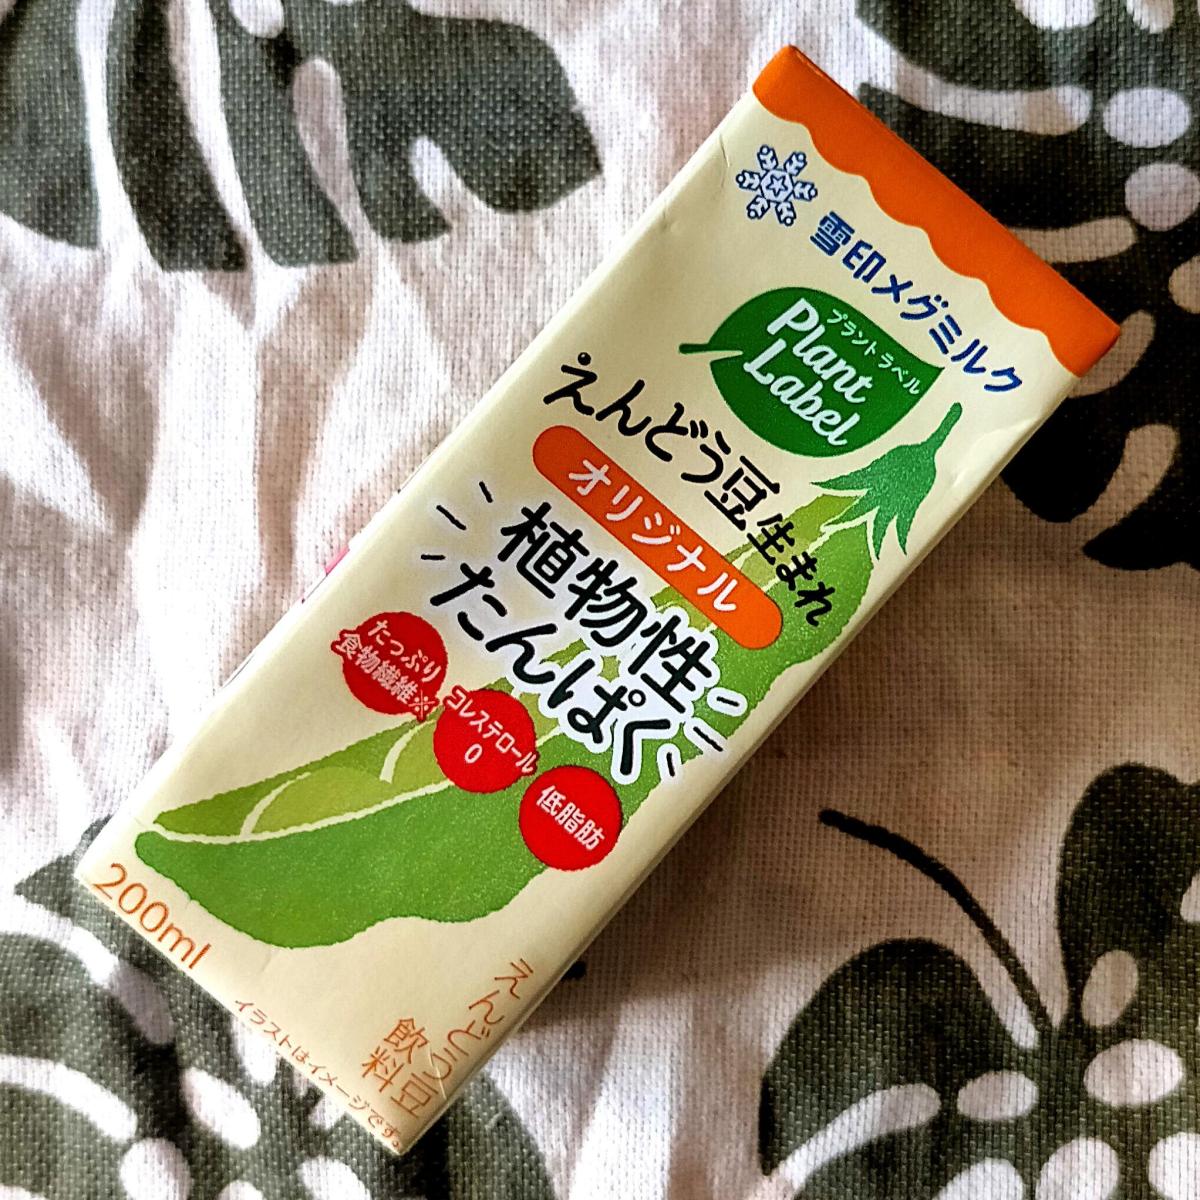 雪印メグミルク
プラントラベル
Plant
Label
えんどう豆生まれ
オリジナル
植物性
たんぱく
たっぷり
食物繊維※
コレステロール
0
低脂肪
200ml
えんどう豆
飲料
イラストはイメージです。